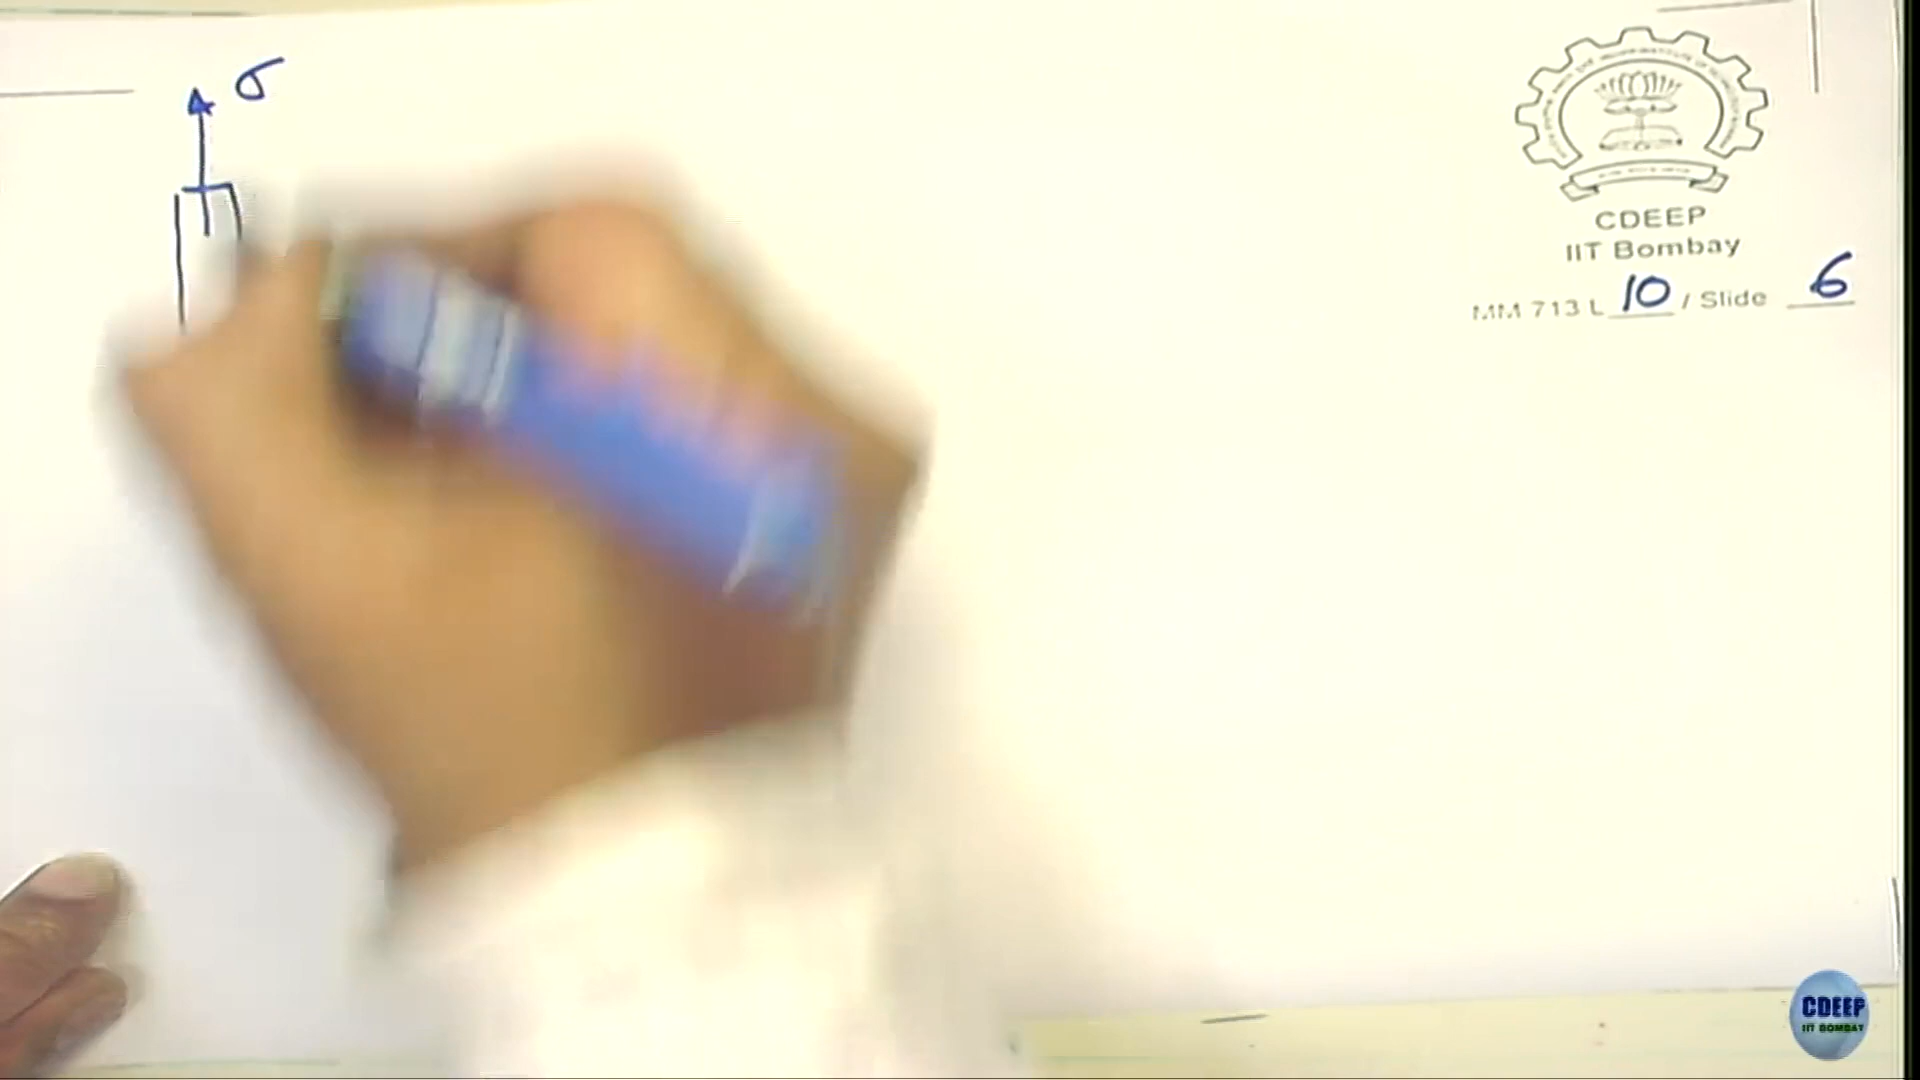 σ
CDEEP
IIT Bombay
MM 713 L 10 / Slide 6
CDEEP
IIT BOMBAY